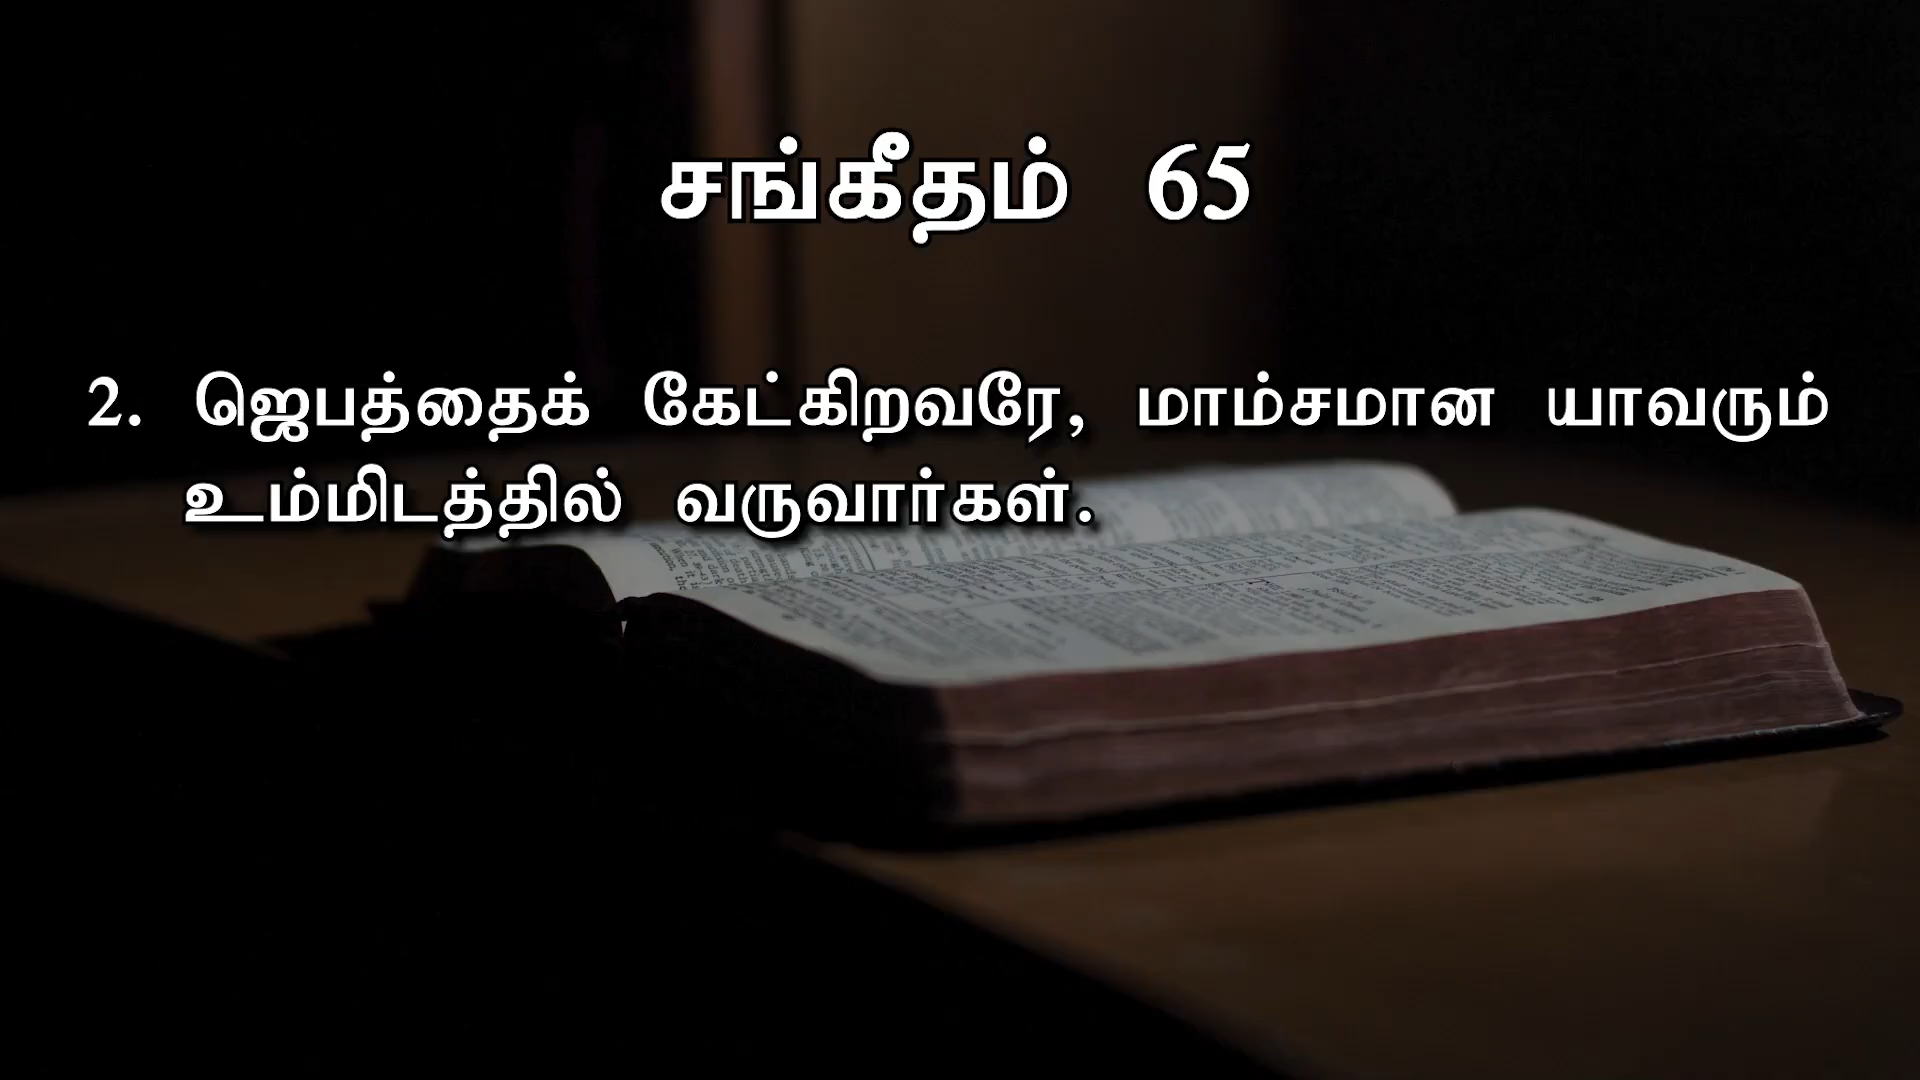 சங்கீதம் 65
2. ஜெபத்தைக் கேட்கிறவரே, மாம்சமான யாவரும்
உம்மிடத்தில் வருவார்கள்.